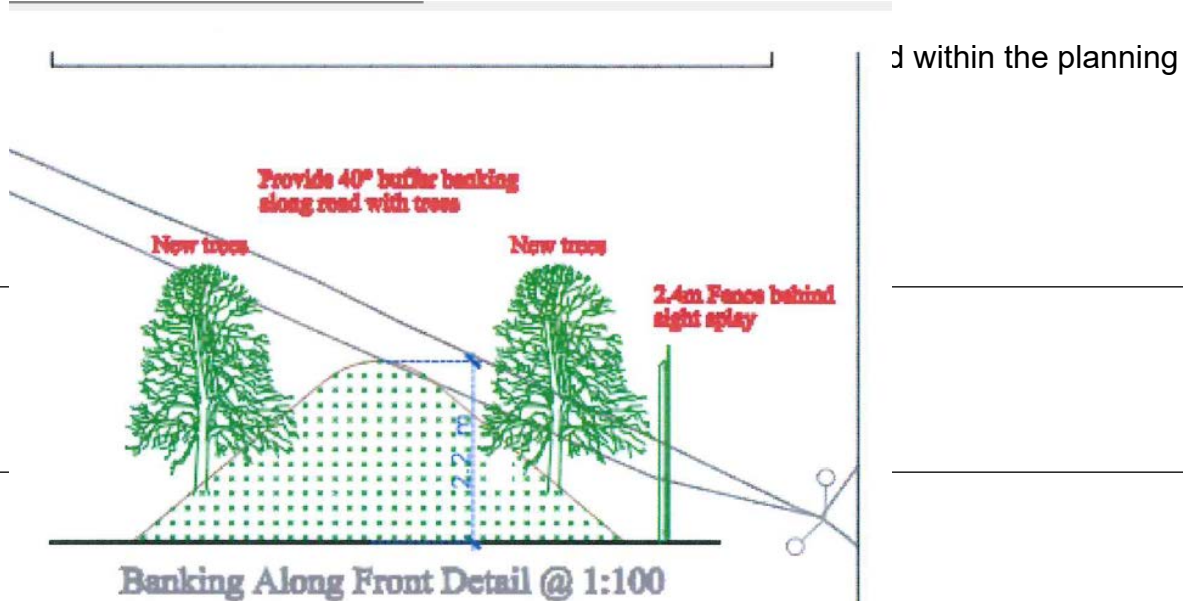 d within the planning
Provide 40° buffer banking
along road with trees
New trees
New trees
2.4m Fence behind
sight splay
2.2 m
Banking Along Front Detail @ 1:100